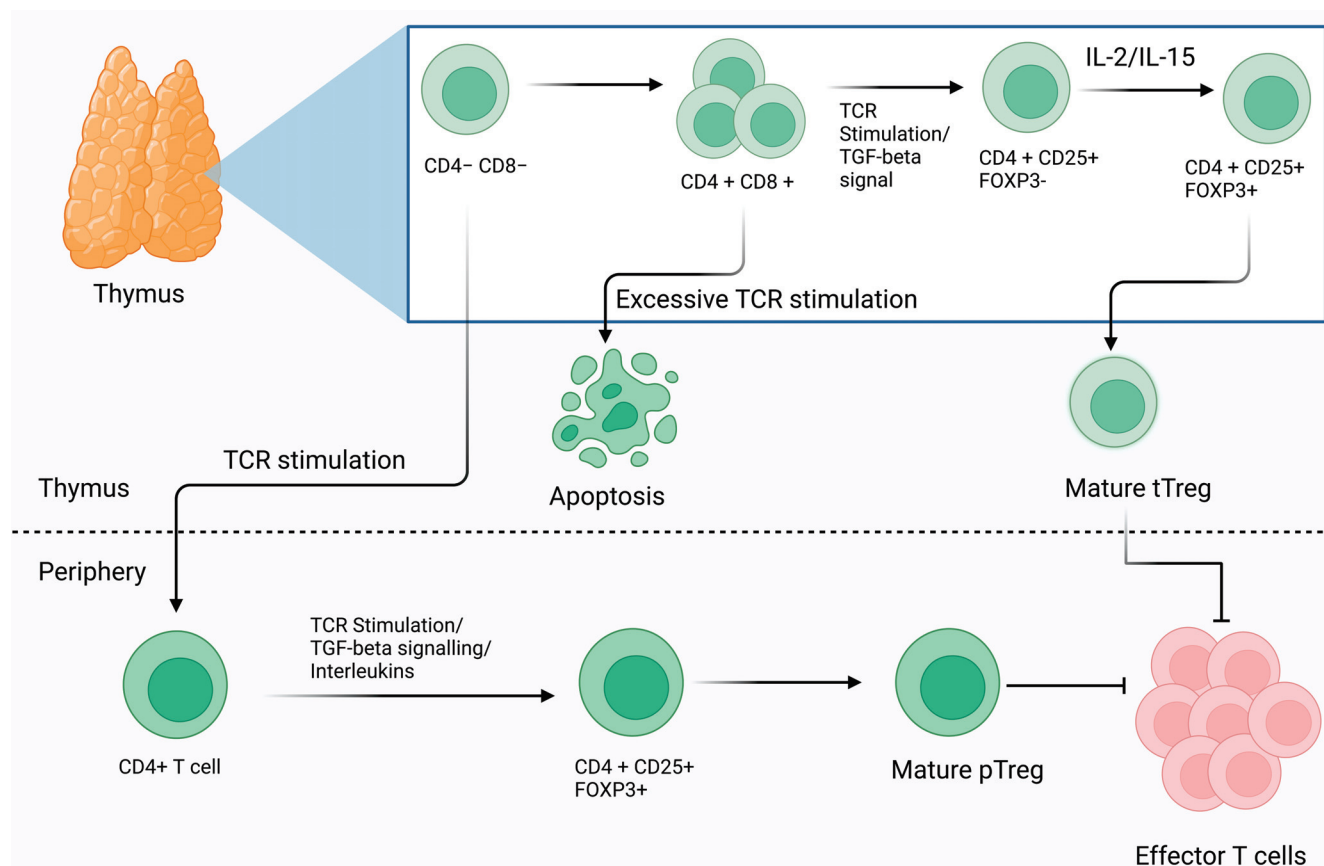 IL-2/IL-15
TCR
Stimulation/
TGF-beta
signal
CD4− CD8−
CD4 + CD8 +
CD4 + CD25+
FOXP3-
CD4 + CD25+
FOXP3+
Thymus
Excessive TCR stimulation
TCR stimulation
Thymus
Apoptosis
Mature tTreg
Periphery
TCR Stimulation/
TGF-beta signalling/
Interleukins
CD4+ T cell
CD4 + CD25+
FOXP3+
Mature pTreg
Effector T cells